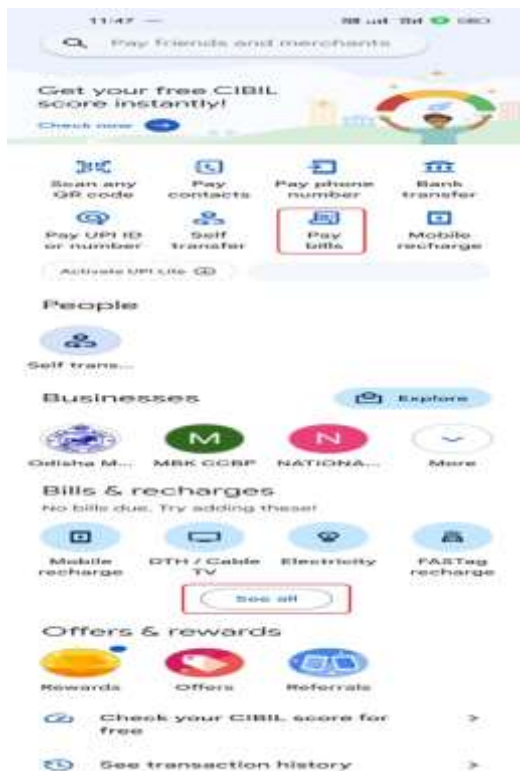 11:47
Pay friends and merchants
Get your free CIBIL
score instantly!
Check now
Scan any
QR code
Pay
contacts
Pay phone
number
Bank
transfer
Pay UPI ID
or number
Self
transfer
Pay
bills
Mobile
recharge
Activate UPI Lite
People
Self trans...
Businesses
Explore
Odisha M...
M
MBK GCBP
N
NATIONA...
More
Bills & recharges
No bills due. Try adding these!
Mobile
recharge
DTH / Cable
TV
Electricity
FASTag
recharge
See all
Offers & rewards
Rewards
Offers
Referrals
Check your CIBIL score for
free
See transaction history